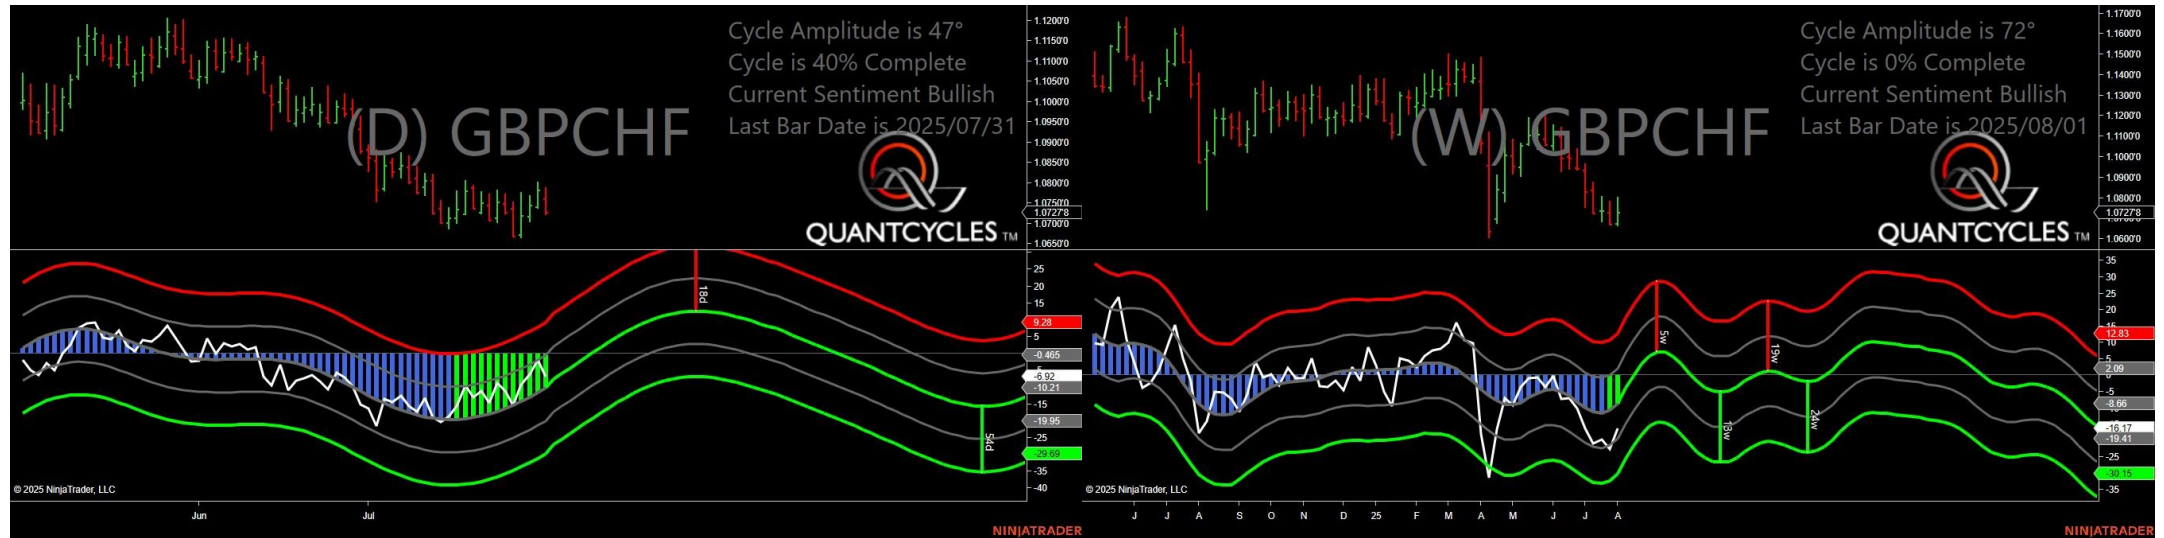 Cycle Amplitude is 47°
Cycle is 40% Complete
Current Sentiment Bullish
Last Bar Date is 2025/07/31
(D) GBPCHF
QUANTCYCLES TM
1.1200'0
1.1150'0
1.1100'0
1.1050'0
1.1000'0
1.0950'0
1.0900'0
1.0850'0
1.0800'0
1.0750'0
1.0727'8
1.0700'0
1.0650'0
18d
54d
25
20
15
9.28
5
-0.465
-6.92
-10.21
-15
-19.95
-25
-29.69
-35
-40
© 2025 NinjaTrader, LLC
Jun
Jul
NINJATRADER
Cycle Amplitude is 72°
Cycle is 0% Complete
Current Sentiment Bullish
Last Bar Date is 2025/08/01
(W) GBPCHF
QUANTCYCLES TM
1.1700'0
1.1600'0
1.1500'0
1.1400'0
1.1300'0
1.1200'0
1.1100'0
1.1000'0
1.0900'0
1.0800'0
1.0727'8
1.0600'0
5w
13w
19w
24w
35
30
25
20
15
12.83
10
5
2.09
0
-5
-8.66
-16.17
-19.41
-25
-30.15
-35
© 2025 NinjaTrader, LLC
J
J
A
S
O
N
D
25
F
M
A
M
J
J
A
NINJATRADER